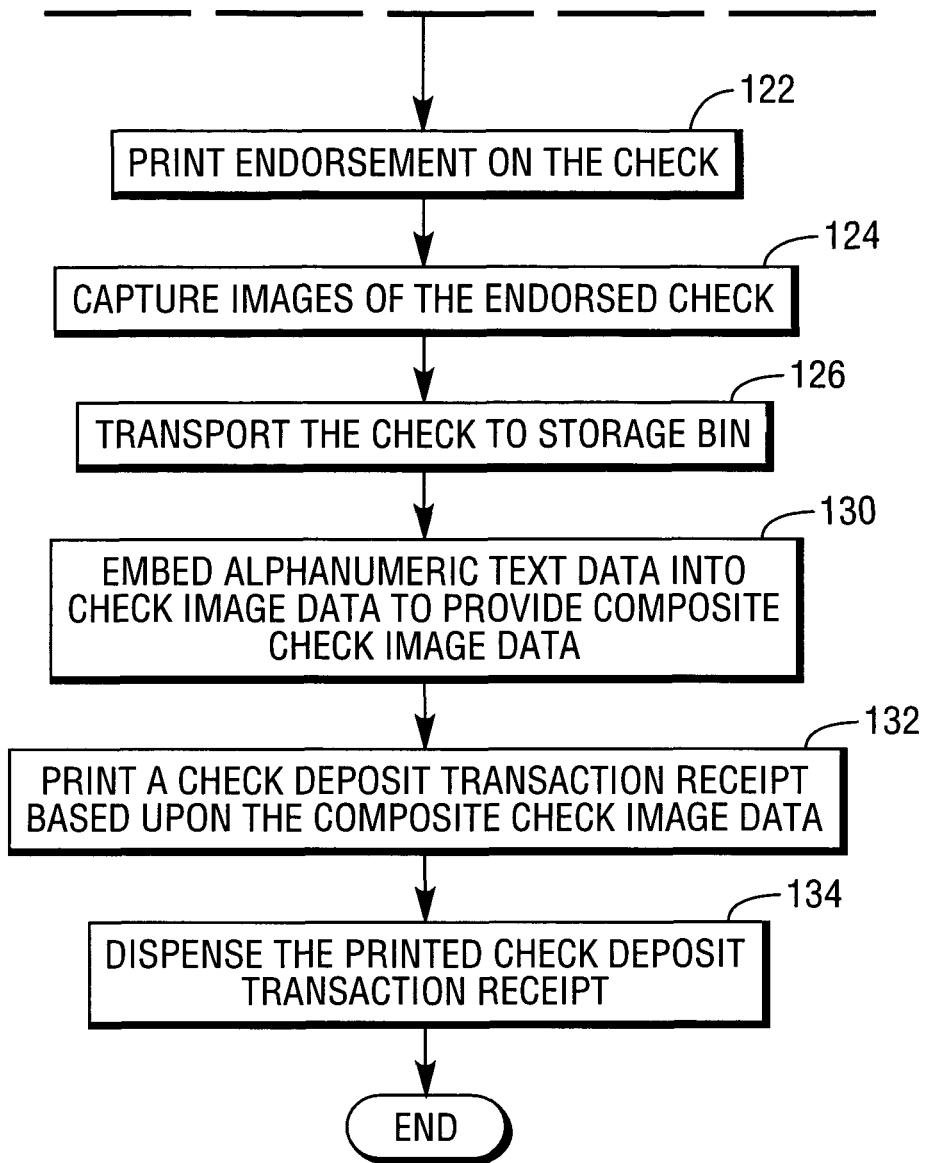 122
PRINT ENDORSEMENT ON THE CHECK
124
CAPTURE IMAGES OF THE ENDORSED CHECK
126
TRANSPORT THE CHECK TO STORAGE BIN
130
EMBED ALPHANUMERIC TEXT DATA INTO
CHECK IMAGE DATA TO PROVIDE COMPOSITE
CHECK IMAGE DATA
132
PRINT A CHECK DEPOSIT TRANSACTION RECEIPT
BASED UPON THE COMPOSITE CHECK IMAGE DATA
134
DISPENSE THE PRINTED CHECK DEPOSIT
TRANSACTION RECEIPT
END